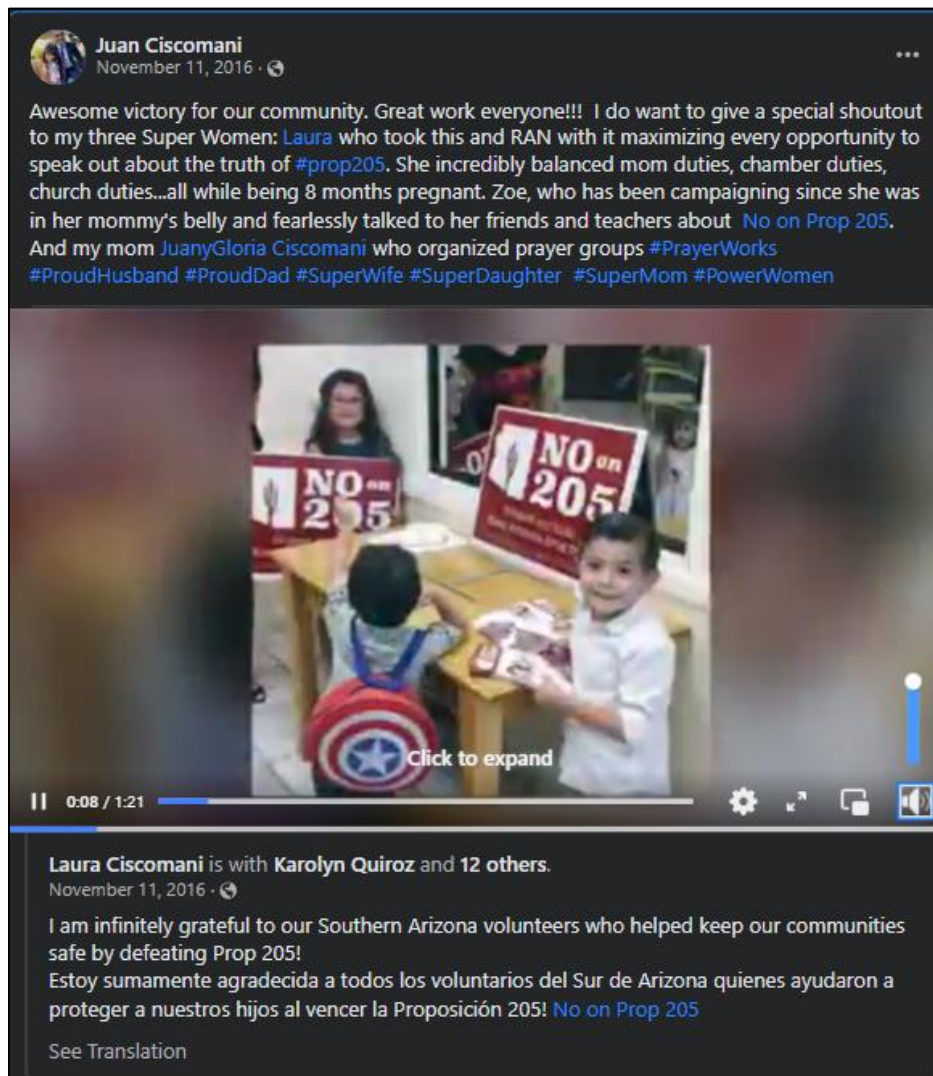 Juan Ciscomani
November 11, 2016 ·
Awesome victory for our community. Great work everyone!!! I do want to give a special shoutout
to my three Super Women: Laura who took this and RAN with it maximizing every opportunity to
speak out about the truth of #prop205. She incredibly balanced mom duties, chamber duties,
church duties...all while being 8 months pregnant. Zoe, who has been campaigning since she was
in her mommy's belly and fearlessly talked to her friends and teachers about No on Prop 205.
And my mom JuanyGloria Ciscomani who organized prayer groups #PrayerWorks
#ProudHusband #ProudDad #SuperWife #SuperDaughter #SuperMom #PowerWomen
NO on
205
NO on
205
Click to expand
0:08 / 1:21
Laura Ciscomani is with Karolyn Quiroz and 12 others.
November 11, 2016 ·
I am infinitely grateful to our Southern Arizona volunteers who helped keep our communities
safe by defeating Prop 205!
Estoy sumamente agradecida a todos los voluntarios del Sur de Arizona quienes ayudaron a
proteger a nuestros hijos al vencer la Proposición 205! No on Prop 205
See Translation